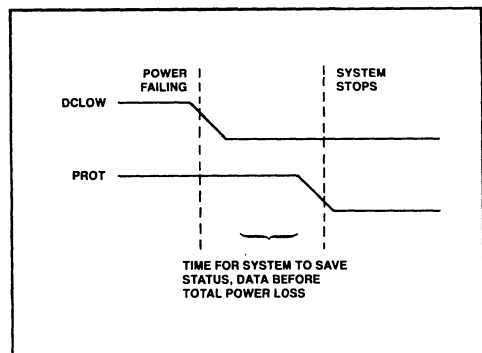 POWER FAILING
SYSTEM STOPS
DCLOW
PROT
TIME FOR SYSTEM TO SAVE
STATUS, DATA BEFORE
TOTAL POWER LOSS